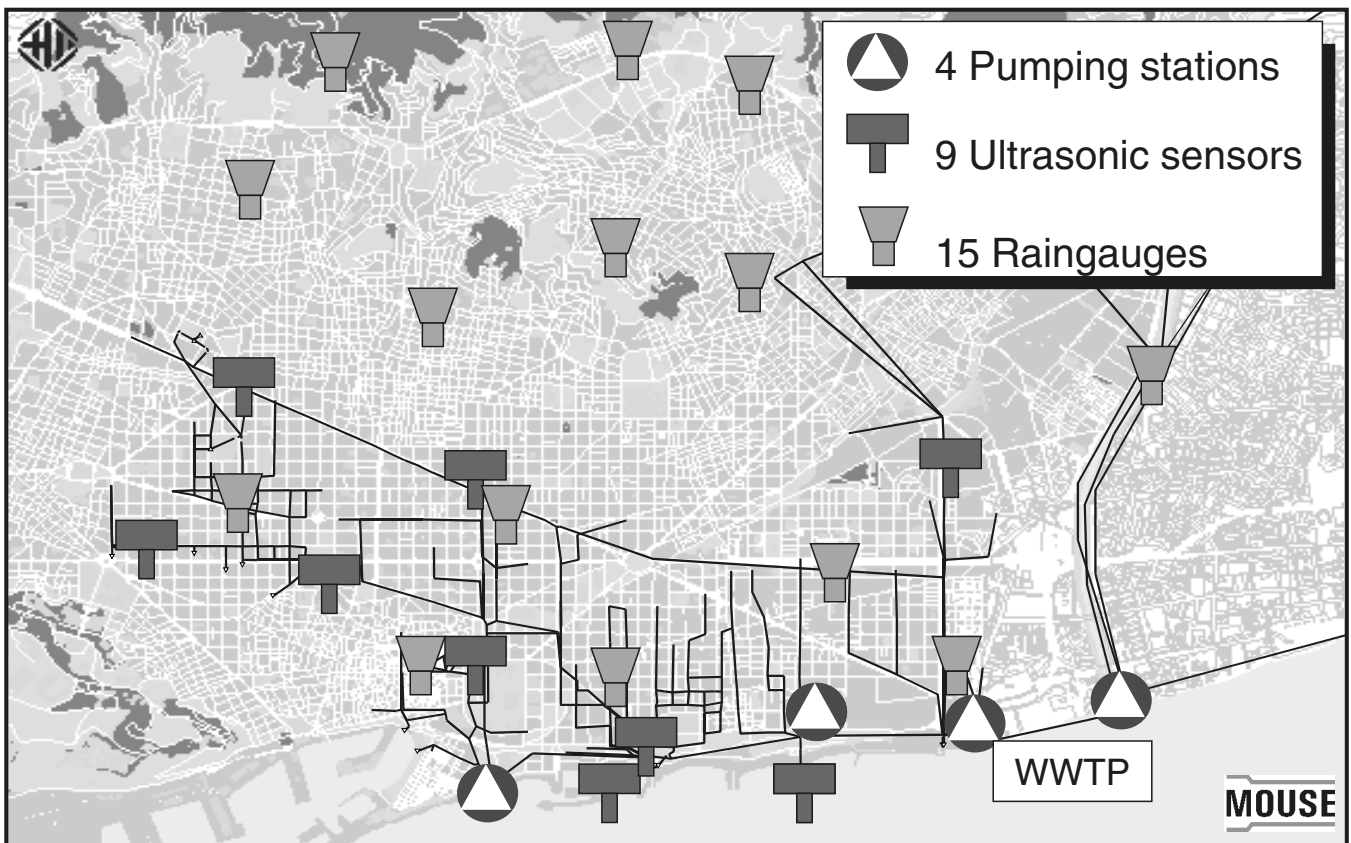 4 Pumping stations
9 Ultrasonic sensors
15 Raingauges
WWTP
MOUSE